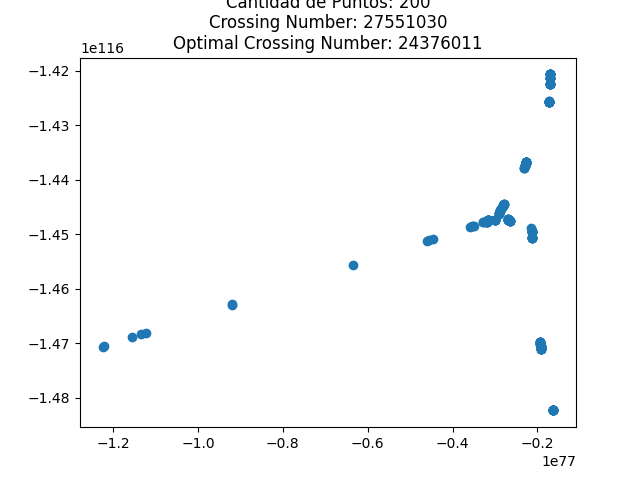 Cantidad de Puntos: 200
Crossing Number: 27551030
Optimal Crossing Number: 24376011
1e116
−1.42
−1.43
−1.44
−1.45
−1.46
−1.47
−1.48
−1.2 −1.0 −0.8 −0.6 −0.4 −0.2
1e77